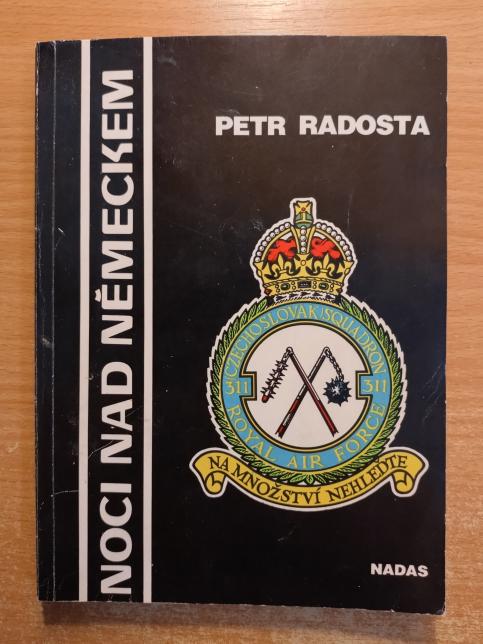 NOCI NAD NĚMECKEM
PETR RADOSTA
CZECHOSLOVAK SQUADRON
311 311
ROYAL AIR FORCE
NA MNOŽSTVÍ NEHLEĎTE
NADAS